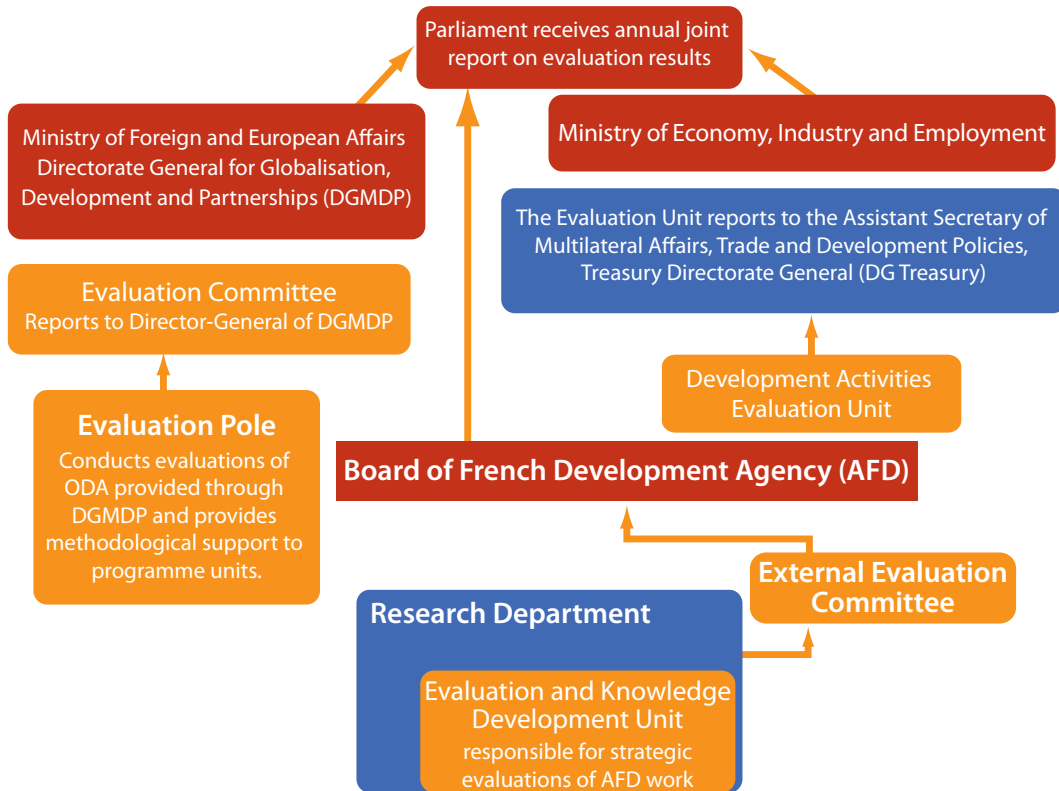 Parliament receives annual joint
report on evaluation results
Ministry of Foreign and European Affairs
Directorate General for Globalisation,
Development and Partnerships (DGMDP)
Ministry of Economy, Industry and Employment
The Evaluation Unit reports to the Assistant Secretary of
Multilateral Affairs, Trade and Development Policies,
Treasury Directorate General (DG Treasury)
Evaluation Committee
Reports to Director-General of DGMDP
Development Activities
Evaluation Unit
Evaluation Pole
Conducts evaluations of
ODA provided through
DGMDP and provides
methodological support to
programme units.
Board of French Development Agency (AFD)
External Evaluation
Committee
Research Department
Evaluation and Knowledge
Development Unit
responsible for strategic
evaluations of AFD work